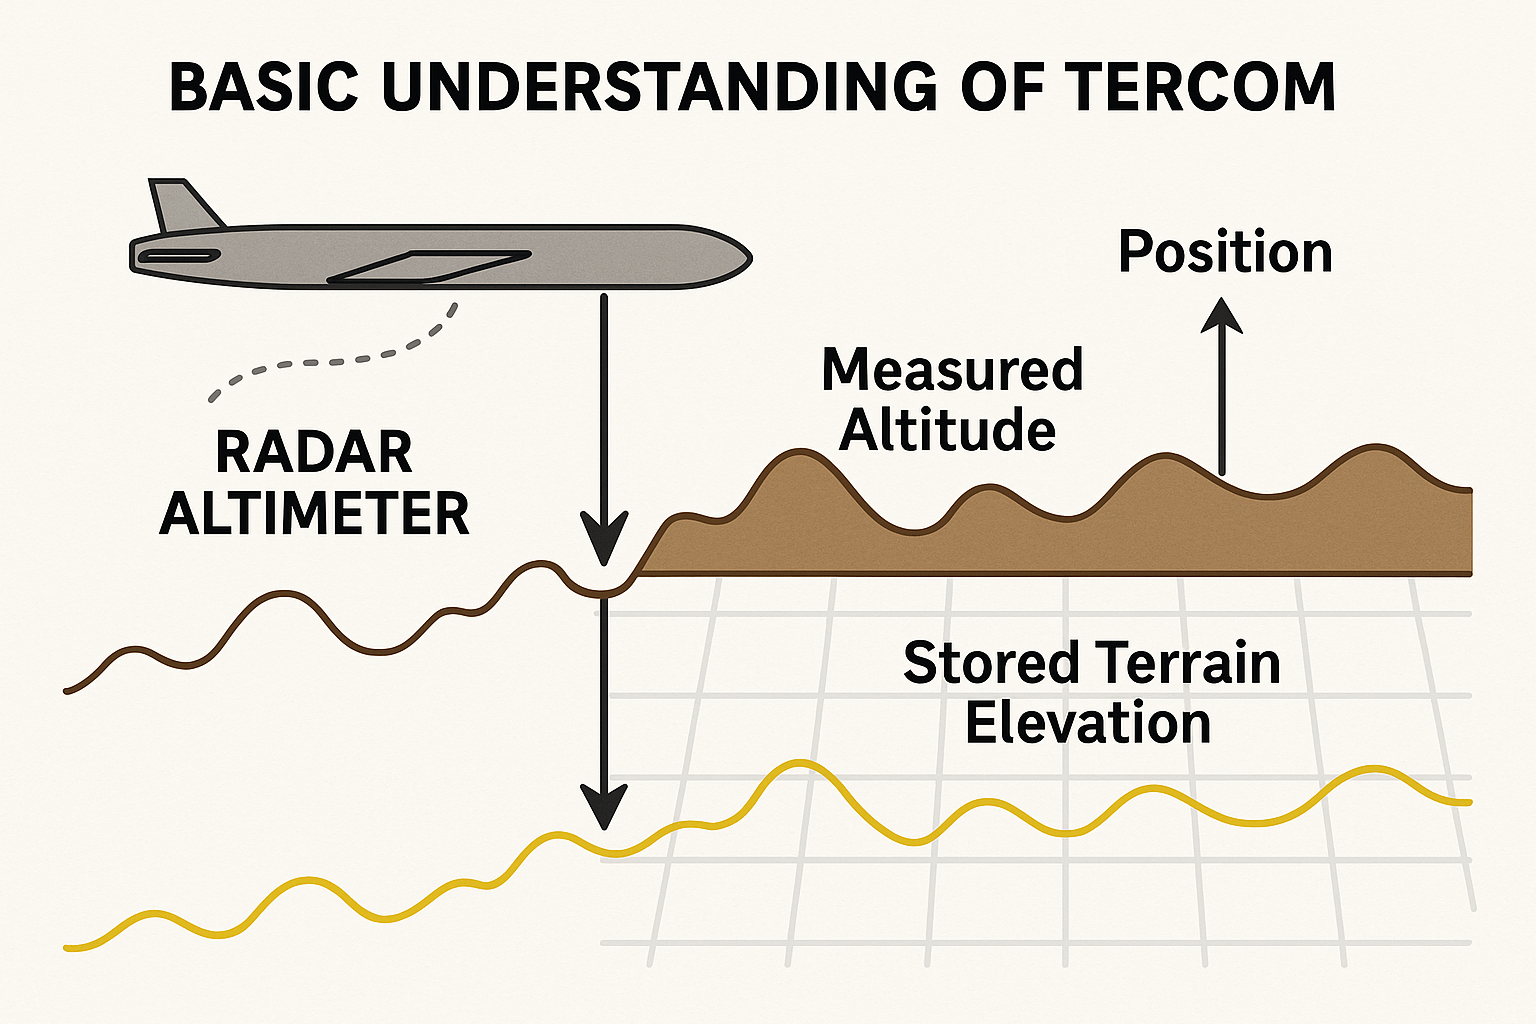 BASIC UNDERSTANDING OF TERCOM
Position
Measured
Altitude
RADAR
ALTIMETER
Stored Terrain
Elevation